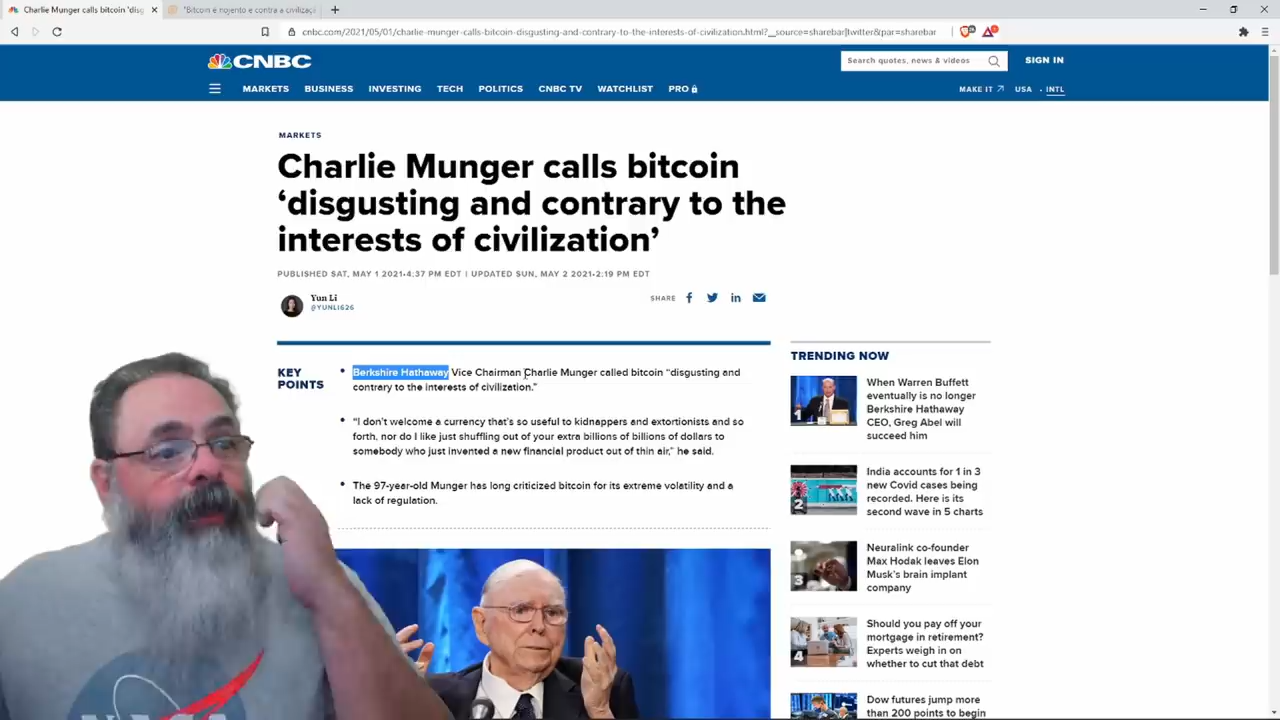 Charlie Munger calls bitcoin 'disg
"Bitcoin é nojento e contra a civilizaçã
cnbc.com/2021/05/01/charlie-munger-calls-bitcoin-disgusting-and-contrary-to-the-interests-of-civilization.html?__source=sharebar|twitter&par=sharebar
CNBC
Search quotes, news & videos
SIGN IN
MARKETS BUSINESS INVESTING TECH POLITICS CNBC TV WATCHLIST PRO
MAKE IT USA • INTL
MARKETS
Charlie Munger calls bitcoin
‘disgusting and contrary to the
interests of civilization’
PUBLISHED SAT, MAY 1 2021•4:37 PM EDT | UPDATED SUN, MAY 2 2021•2:19 PM EDT
Yun Li
@YUNLI626
SHARE
KEY
POINTS
Berkshire Hathaway Vice Chairman Charlie Munger called bitcoin “disgusting and
contrary to the interests of civilization.”
“I don’t welcome a currency that’s so useful to kidnappers and extortionists and so
forth, nor do I like just shuffling out of your extra billions of billions of dollars to
somebody who just invented a new financial product out of thin air,” he said.
The 97-year-old Munger has long criticized bitcoin for its extreme volatility and a
lack of regulation.
TRENDING NOW
1
When Warren Buffett
eventually is no longer
Berkshire Hathaway
CEO, Greg Abel will
succeed him
2
India accounts for 1 in 3
new Covid cases being
recorded. Here is its
second wave in 5 charts
3
Neuralink co-founder
Max Hodak leaves Elon
Musk’s brain implant
company
4
Should you pay off your
mortgage in retirement?
Experts weigh in on
whether to cut that debt
Dow futures jump more
than 200 points to begin